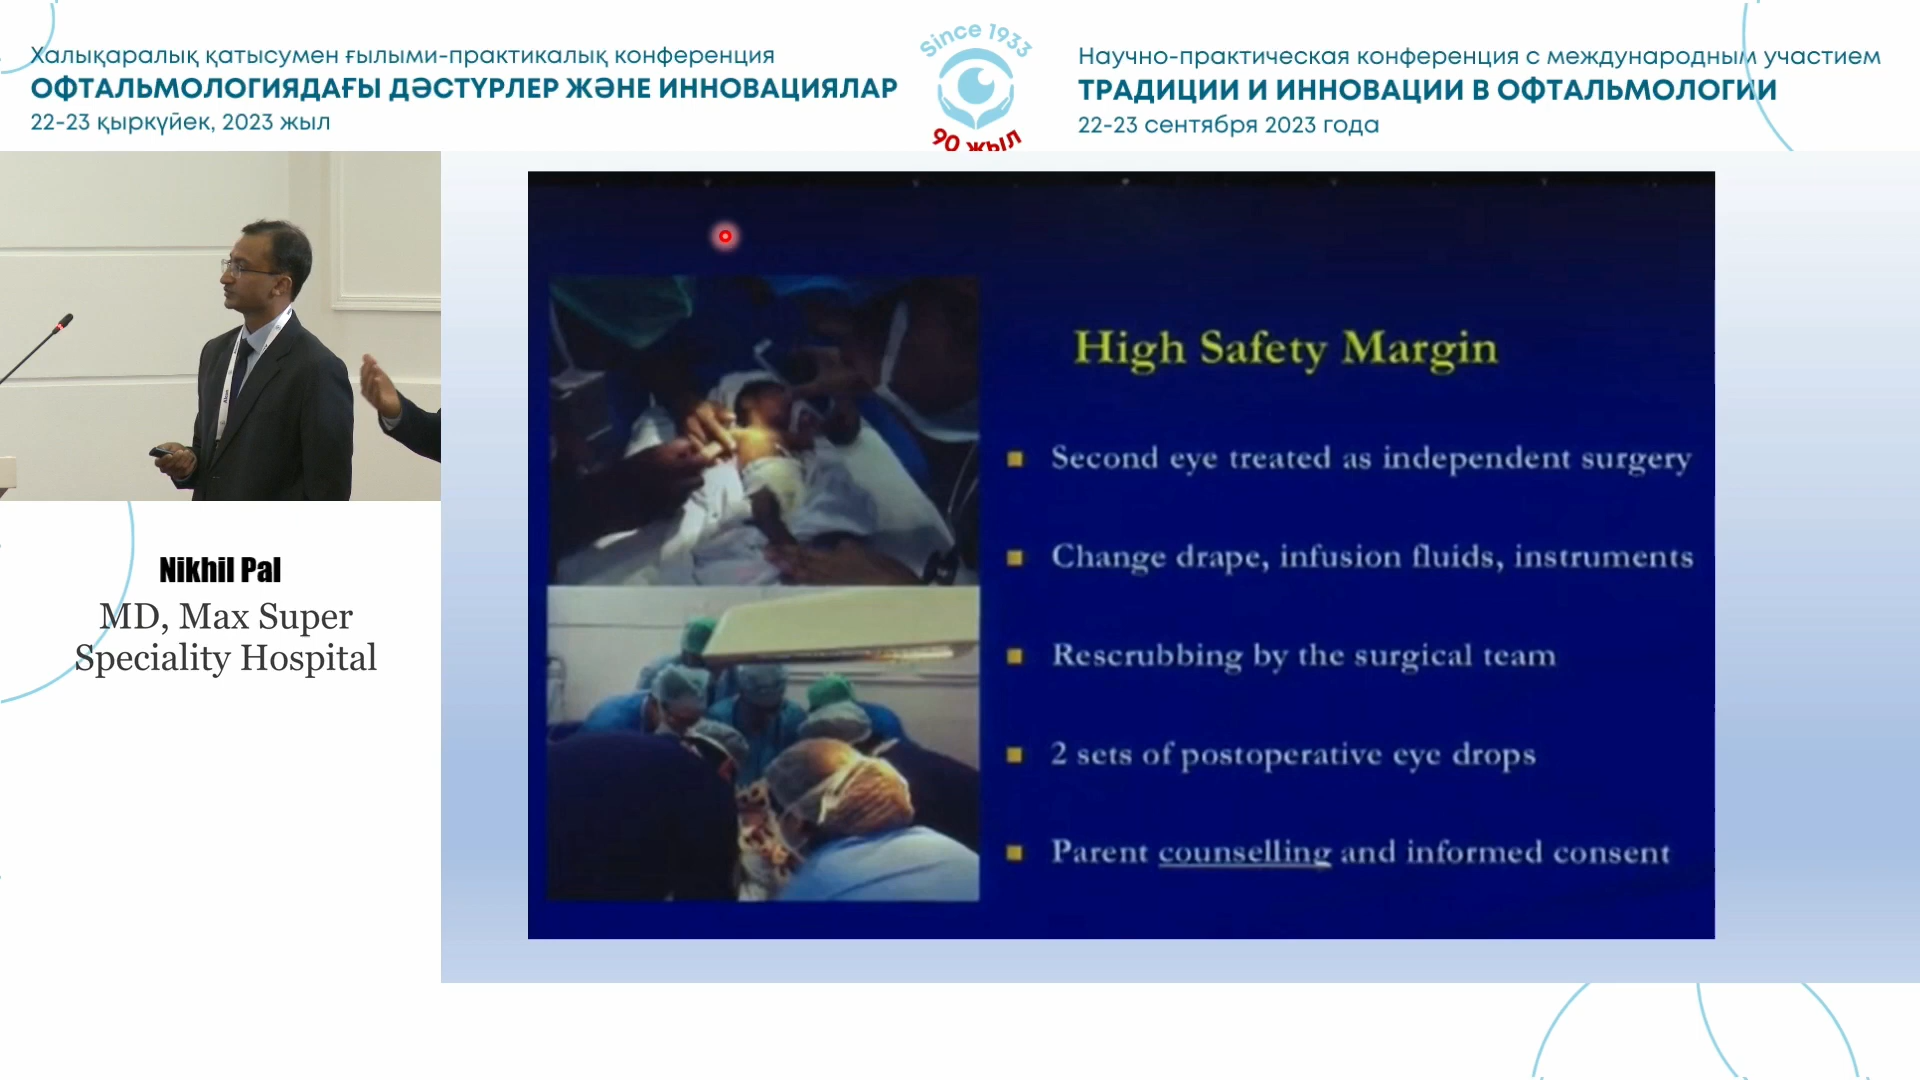 Халықаралық қатысумен ғылыми-практикалық конференция
ОФТАЛЬМОЛОГИЯДАҒЫ ДӘСТҮРЛЕР ЖӘНЕ ИННОВАЦИЯЛАР
22-23 қыркүйек, 2023 жыл
Since 1933
90 жыл
Научно-практическая конференция с международным участием
ТРАДИЦИИ И ИННОВАЦИИ В ОФТАЛЬМОЛОГИИ
22-23 сентября 2023 года
Nikhil Pal
MD, Max Super
Speciality Hospital
High Safety Margin
Second eye treated as independent surgery
Change drape, infusion fluids, instruments
Rescrubbing by the surgical team
2 sets of postoperative eye drops
Parent counselling and informed consent